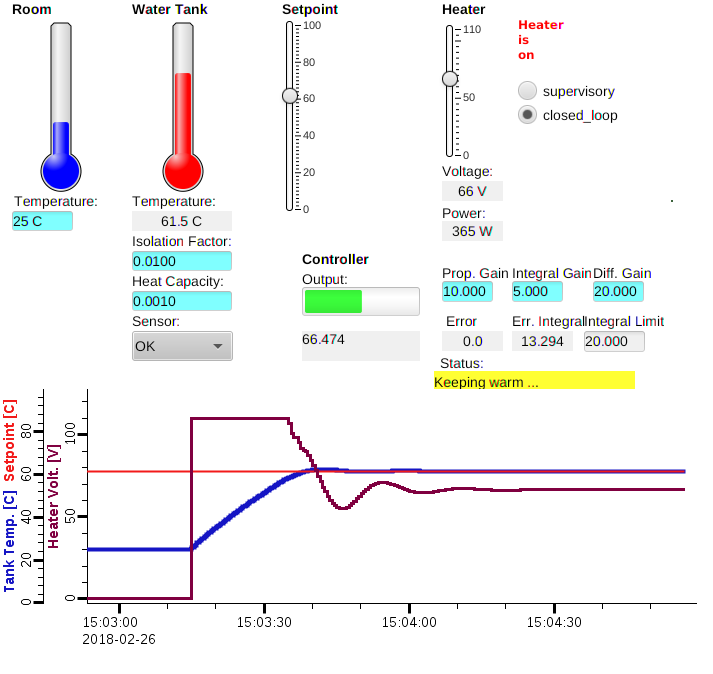 Room
Water Tank
Setpoint
Heater
100
80
60
40
20
0
110
50
0
Heater
is
on
supervisory
closed_loop
Temperature:
25 C
Temperature:
61.5 C
Isolation Factor:
0.0100
Heat Capacity:
0.0010
Sensor:
OK
Voltage:
66 V
Power:
365 W
Controller
Output:
66.474
Prop. Gain Integral Gain Diff. Gain
10.000 5.000 20.000
Error Err. Integral Integral Limit
0.0 13.294 20.000
Status:
Keeping warm ...
Tank Temp. [C] Setpoint [C]
0 20 40 60 80
Heater Volt. [V]
0 50 100
15:03:00 15:03:30 15:04:00 15:04:30
2018-02-26